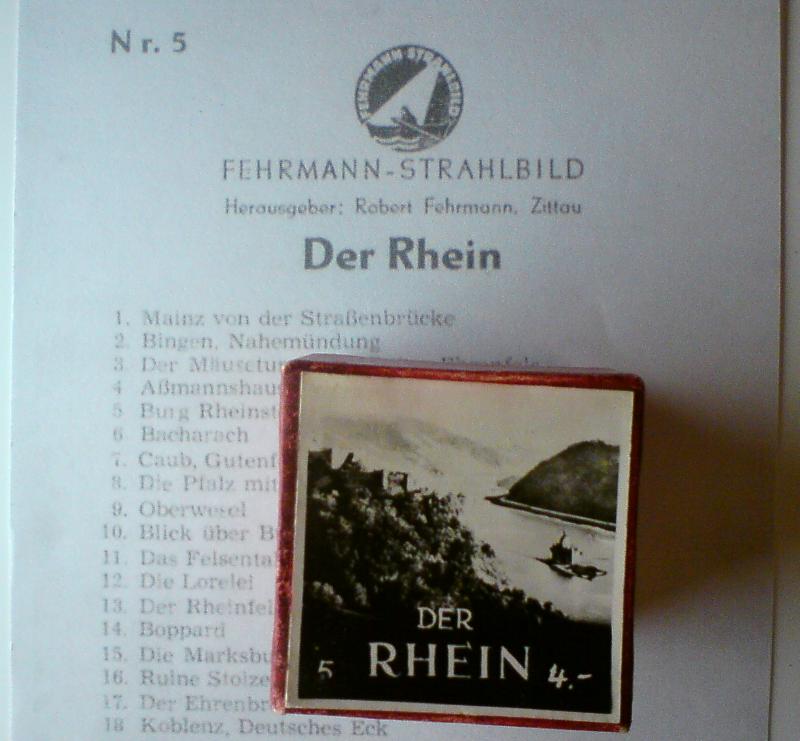 Nr. 5
FEHRMANN-STRAHLBILD
FEHRMANN-STRAHLBILD
Herausgeber: Robert Fehrmann, Zittau
Der Rhein
1. Mainz von der Straßenbrücke
2. Bingen, Nahemündung
3. Der Mäusetur
4 Aßmannshaus
5 Burg Rheinst
6 Bacharach
7. Caub, Gutenf
8. Die Pfalz mit
9. Oberwesel
10. Blick über B
11. Das Felsenta
12. Die Lorelei
13. Der Rheinfel
14. Boppard
15. Die Marksbu
16. Ruine Stolze
17. Der Ehrenbr
18 Koblenz, Deutsches Eck
DER
5 RHEIN 4.-